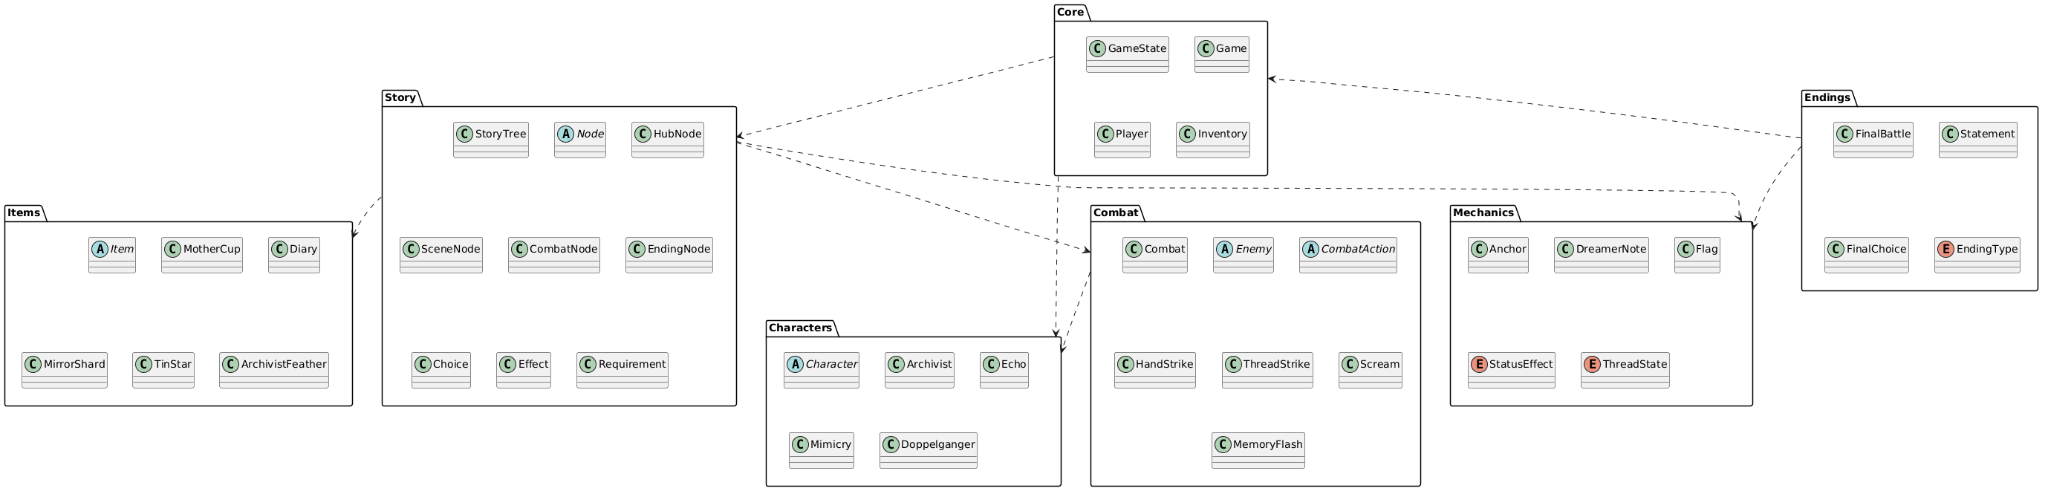 Core
C GameState
C Game
C Player
C Inventory
Story
C StoryTree
A Node
C HubNode
C SceneNode
C CombatNode
C EndingNode
C Choice
C Effect
C Requirement
Endings
C FinalBattle
C Statement
C FinalChoice
E EndingType
Items
A Item
C MotherCup
C Diary
C MirrorShard
C TinStar
C ArchivistFeather
Combat
C Combat
A Enemy
A CombatAction
C HandStrike
C ThreadStrike
C Scream
C MemoryFlash
Mechanics
C Anchor
C DreamerNote
C Flag
E StatusEffect
E ThreadState
Characters
A Character
C Archivist
C Echo
C Mimicry
C Doppelganger